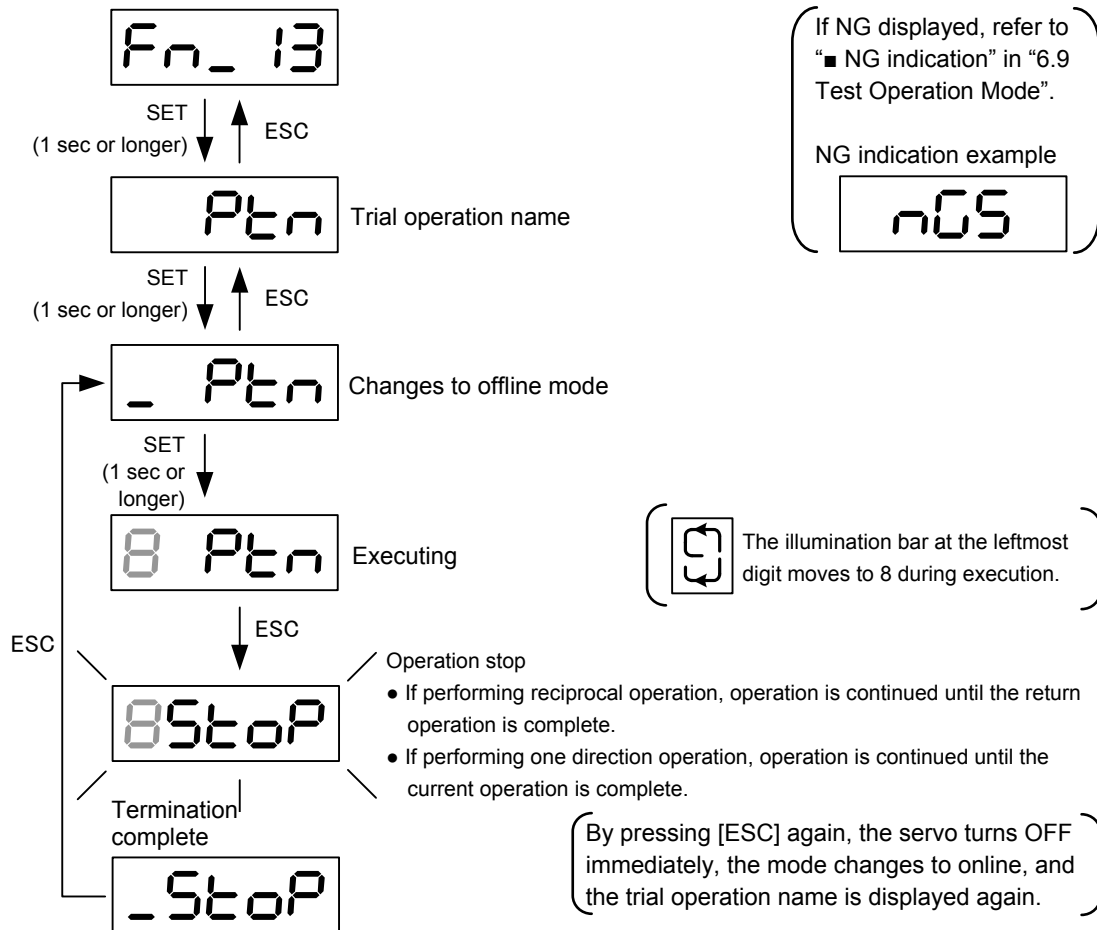 Fn_ 13
SET
(1 sec or longer)
ESC
Ptn
Trial operation name
SET
(1 sec or longer)
ESC
_ Ptn
Changes to offline mode
SET
(1 sec or
longer)
8 Ptn
Executing
ESC
ESC
8StoP
Operation stop
● If performing reciprocal operation, operation is continued until the return
operation is complete.
● If performing one direction operation, operation is continued until the
current operation is complete.
Termination
complete
_StoP
If NG displayed, refer to
“■ NG indication” in “6.9
Test Operation Mode”.
NG indication example
nG5
The illumination bar at the leftmost
digit moves to 8 during execution.
By pressing [ESC] again, the servo turns OFF
immediately, the mode changes to online, and
the trial operation name is displayed again.